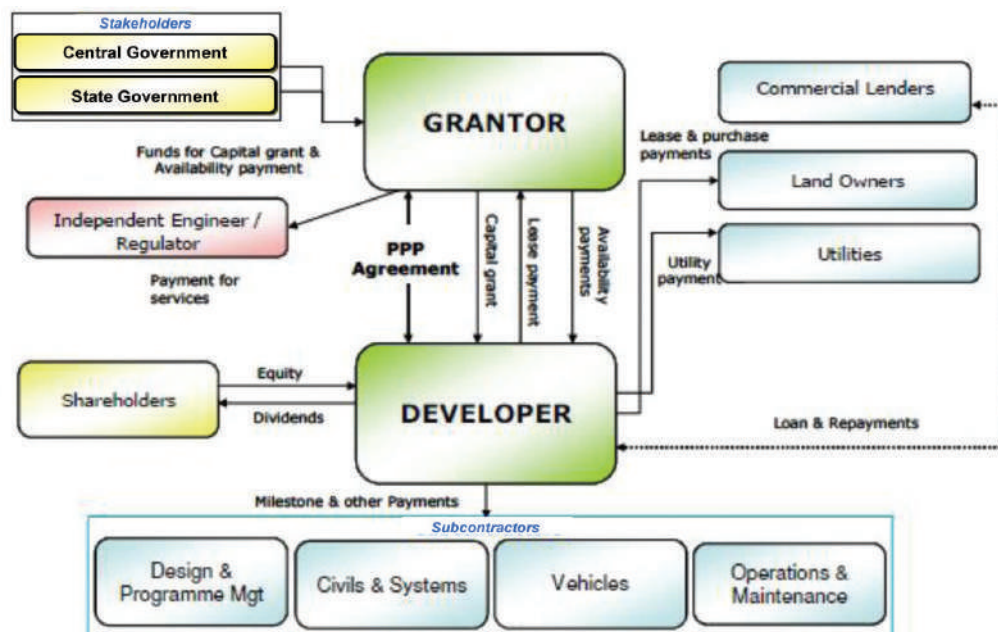 Stakeholders
Central Government
State Government
GRANTOR
Commercial Lenders
Funds for Capital grant &
Availability payment
Lease & purchase
payments
Land Owners
Independent Engineer /
Regulator
Payment for
services
PPP
Agreement
Capital grant
Lease payment
Availability
payments
Utilities
Utility
payment
Shareholders
Equity
Dividends
DEVELOPER
Loan & Repayments
Milestone & other Payments
Subcontractors
Design &
Programme Mgt
Civils & Systems
Vehicles
Operations &
Maintenance